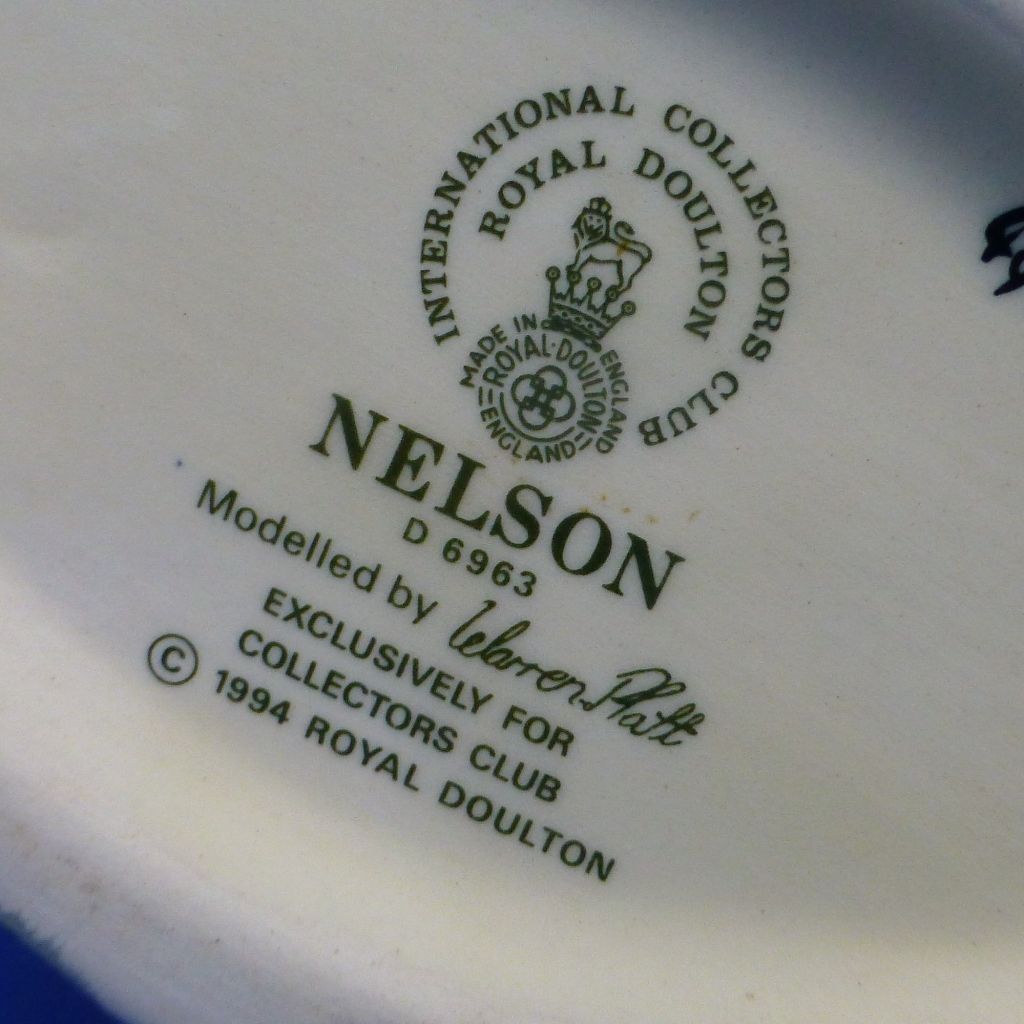 INTERNATIONAL COLLECTORS CLUB
ROYAL DOULTON
MADE IN ENGLAND
ROYAL·DOULTON
ENGLAND
NELSON
D 6963
Modelled by Warren Platt
EXCLUSIVELY FOR
COLLECTORS CLUB
© 1994 ROYAL DOULTON